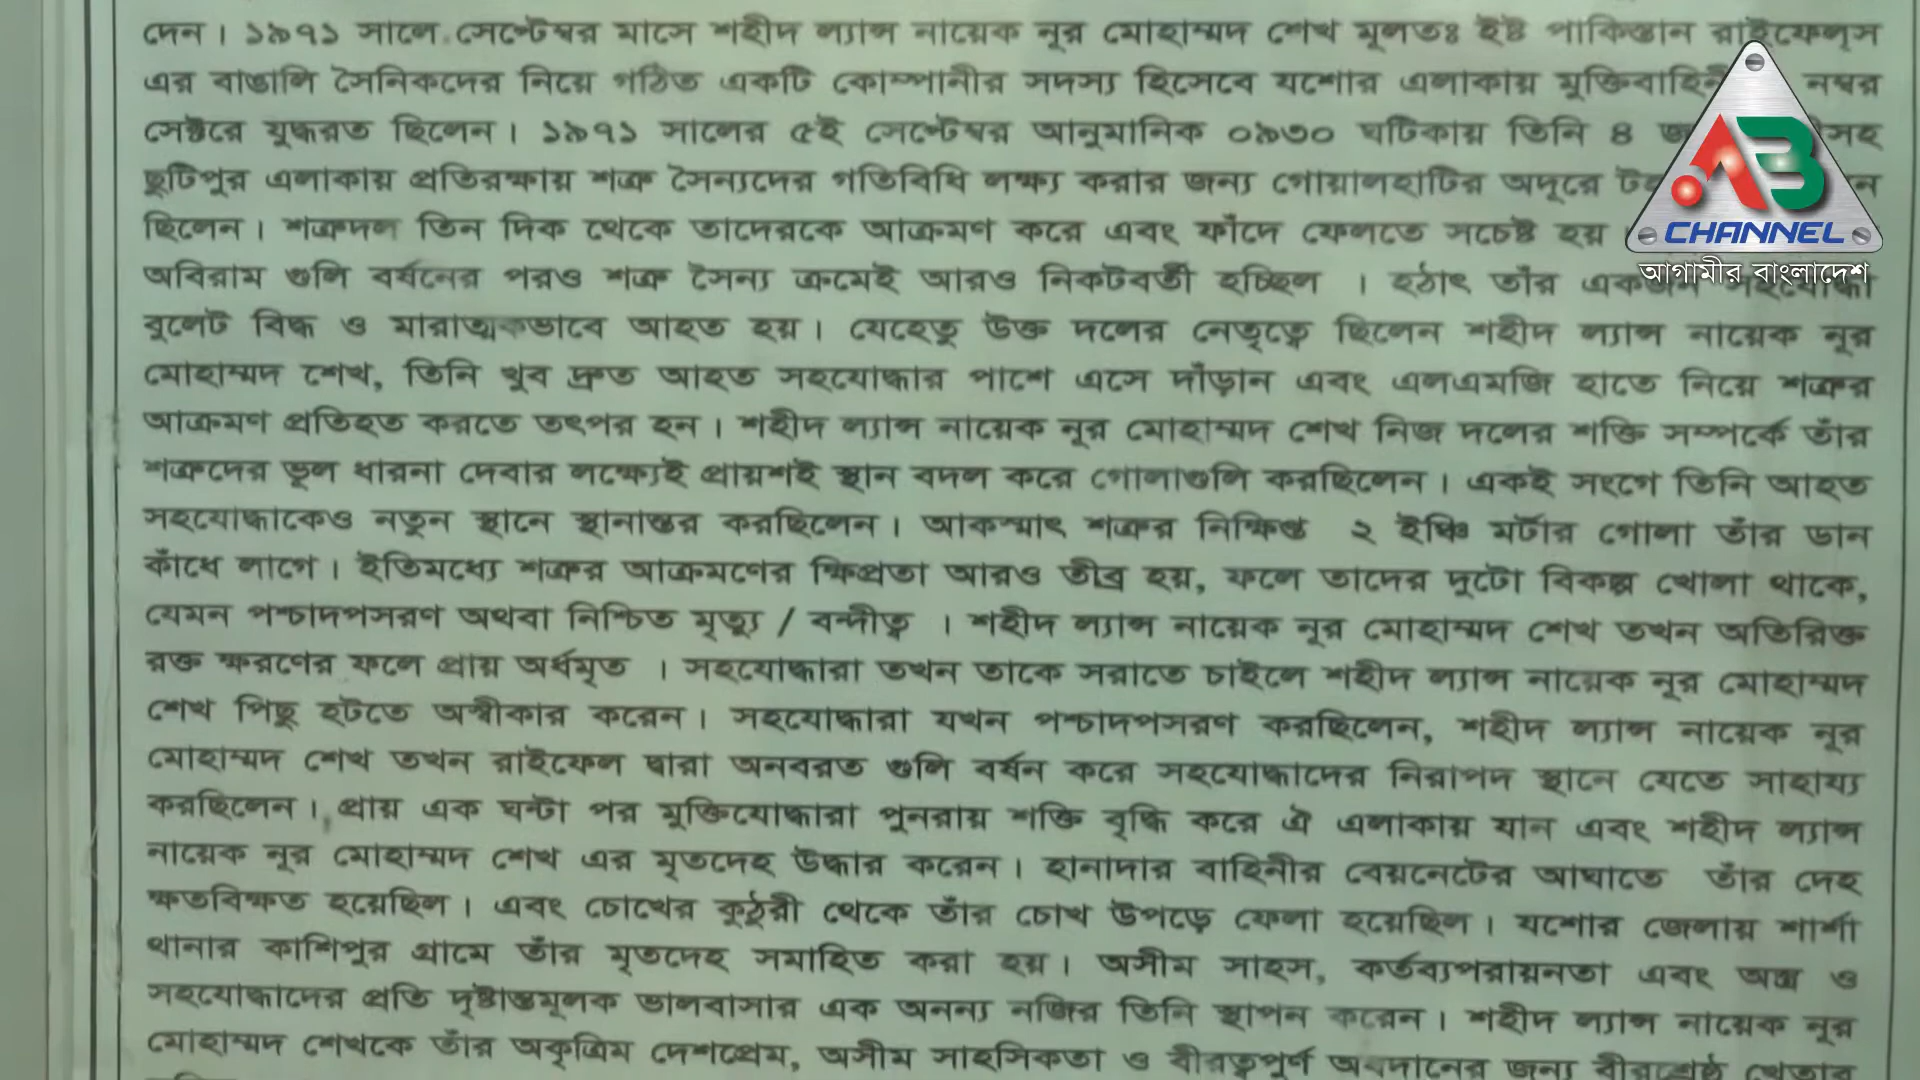 দেন। ১৯৭১ সালে সেপ্টেম্বর মাসে শহীদ ল্যান্স নায়েক নূর মোহাম্মদ শেখ মূলতঃ ইষ্ট পাকিস্তান রাইফেল্স
এর বাঙালি সৈনিকদের নিয়ে গঠিত একটি কোম্পানীর সদস্য হিসেবে যশোর এলাকায় মুক্তিবাহিনী নম্বর
সেক্টরে যুদ্ধরত ছিলেন। ১৯৭১ সালের ৫ই সেপ্টেম্বর আনুমানিক ০৯৩০ ঘটিকায় তিনি ৪
ছুটিপুর এলাকায় প্রতিরক্ষায় শত্রু সৈন্যদের গতিবিধি লক্ষ্য করার জন্য গোয়ালহাটির অদূরে
ছিলেন। শত্রুদল তিন দিক থেকে তাদেরকে আক্রমণ করে এবং ফাঁদে ফেলতে সচেষ্ট হয়
অবিরাম গুলি বর্ষনের পরও শত্রু সৈন্য ক্রমেই আরও নিকটবর্তী হচ্ছিল । হঠাৎ তাঁর একজন সহযোদ্ধা
বুলেট বিদ্ধ ও মারাত্মকভাবে আহত হয়। যেহেতু উক্ত দলের নেতৃত্বে ছিলেন শহীদ ল্যান্স নায়েক নূর
মোহাম্মদ শেখ, তিনি খুব দ্রুত আহত সহযোদ্ধার পাশে এসে দাঁড়ান এবং এলএমজি হাতে নিয়ে শত্রুর
আক্রমণ প্রতিহত করতে তৎপর হন। শহীদ ল্যান্স নায়েক নূর মোহাম্মদ শেখ নিজ দলের শক্তি সম্পর্কে তাঁর
শত্রুদের ভূল ধারনা দেবার লক্ষ্যেই প্রায়শই স্থান বদল করে গোলাগুলি করছিলেন। একই সংগে তিনি আহত
সহযোদ্ধাকেও নতুন স্থানে স্থানান্তর করছিলেন। আকস্মাৎ শত্রুর নিক্ষিপ্ত ২ ইঞ্চি মর্টার গোলা তাঁর ডান
কাঁধে লাগে। ইতিমধ্যে শত্রুর আক্রমণের ক্ষিপ্রতা আরও তীব্র হয়, ফলে তাদের দুটো বিকল্প খোলা থাকে,
যেমন পশ্চাদপসরণ অথবা নিশ্চিত মৃত্যু / বন্দীত্ব । শহীদ ল্যান্স নায়েক নূর মোহাম্মদ শেখ তখন অতিরিক্ত
রক্ত ক্ষরণের ফলে প্রায় অর্ধমৃত । সহযোদ্ধারা তখন তাকে সরাতে চাইলে শহীদ ল্যান্স নায়েক নূর মোহাম্মদ
শেখ পিছু হটতে অস্বীকার করেন। সহযোদ্ধারা যখন পশ্চাদপসরণ করছিলেন, শহীদ ল্যান্স নায়েক নূর
মোহাম্মদ শেখ তখন রাইফেল দ্বারা অনবরত গুলি বর্ষন করে সহযোদ্ধাদের নিরাপদ স্থানে যেতে সাহায্য
করছিলেন। প্রায় এক ঘন্টা পর মুক্তিযোদ্ধারা পুনরায় শক্তি বৃদ্ধি করে ঐ এলাকায় যান এবং শহীদ ল্যান্স
নায়েক নূর মোহাম্মদ শেখ এর মৃতদেহ উদ্ধার করেন। হানাদার বাহিনীর বেয়নেটের আঘাতে তাঁর দেহ
ক্ষতবিক্ষত হয়েছিল। এবং চোখের কুঠুরী থেকে তাঁর চোখ উপড়ে ফেলা হয়েছিল। যশোর জেলায় শার্শা
থানার কাশিপুর গ্রামে তাঁর মৃতদেহ সমাহিত করা হয়। অসীম সাহস, কর্তব্যপরায়নতা এবং অস্ত্র ও
সহযোদ্ধাদের প্রতি দৃষ্টান্তমূলক ভালবাসার এক অনন্য নজির তিনি স্থাপন করেন। শহীদ ল্যান্স নায়েক নূর
মোহাম্মদ শেখকে তাঁর অকৃত্রিম দেশপ্রেম, অসীম সাহসিকতা ও বীরত্বপূর্ণ অবদানের জন্য বীরশ্রেষ্ঠ খেতাব
AB
CHANNEL
আগামীর বাংলাদেশ